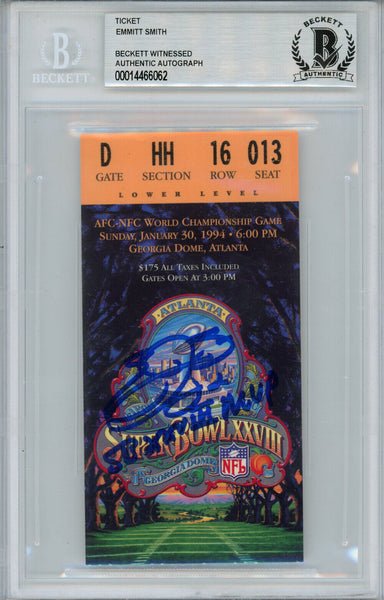 TICKET
EMMITT SMITH
BECKETT WITNESSED
AUTHENTIC AUTOGRAPH
00014466062
BECKETT
BECKETT
AUTHENTIC
D HH 16 013
GATE SECTION ROW SEAT
LOWER LEVEL
AFC-NFC WORLD CHAMPIONSHIP GAME
SUNDAY, JANUARY 30, 1994 • 6:00 PM
GEORGIA DOME, ATLANTA
$175 ALL TAXES INCLUDED
GATES OPEN AT 3:00 PM
ATLANTA
SB XXVIII MVP
SUPER BOWL XXVIII
GEORGIA DOME
NFL